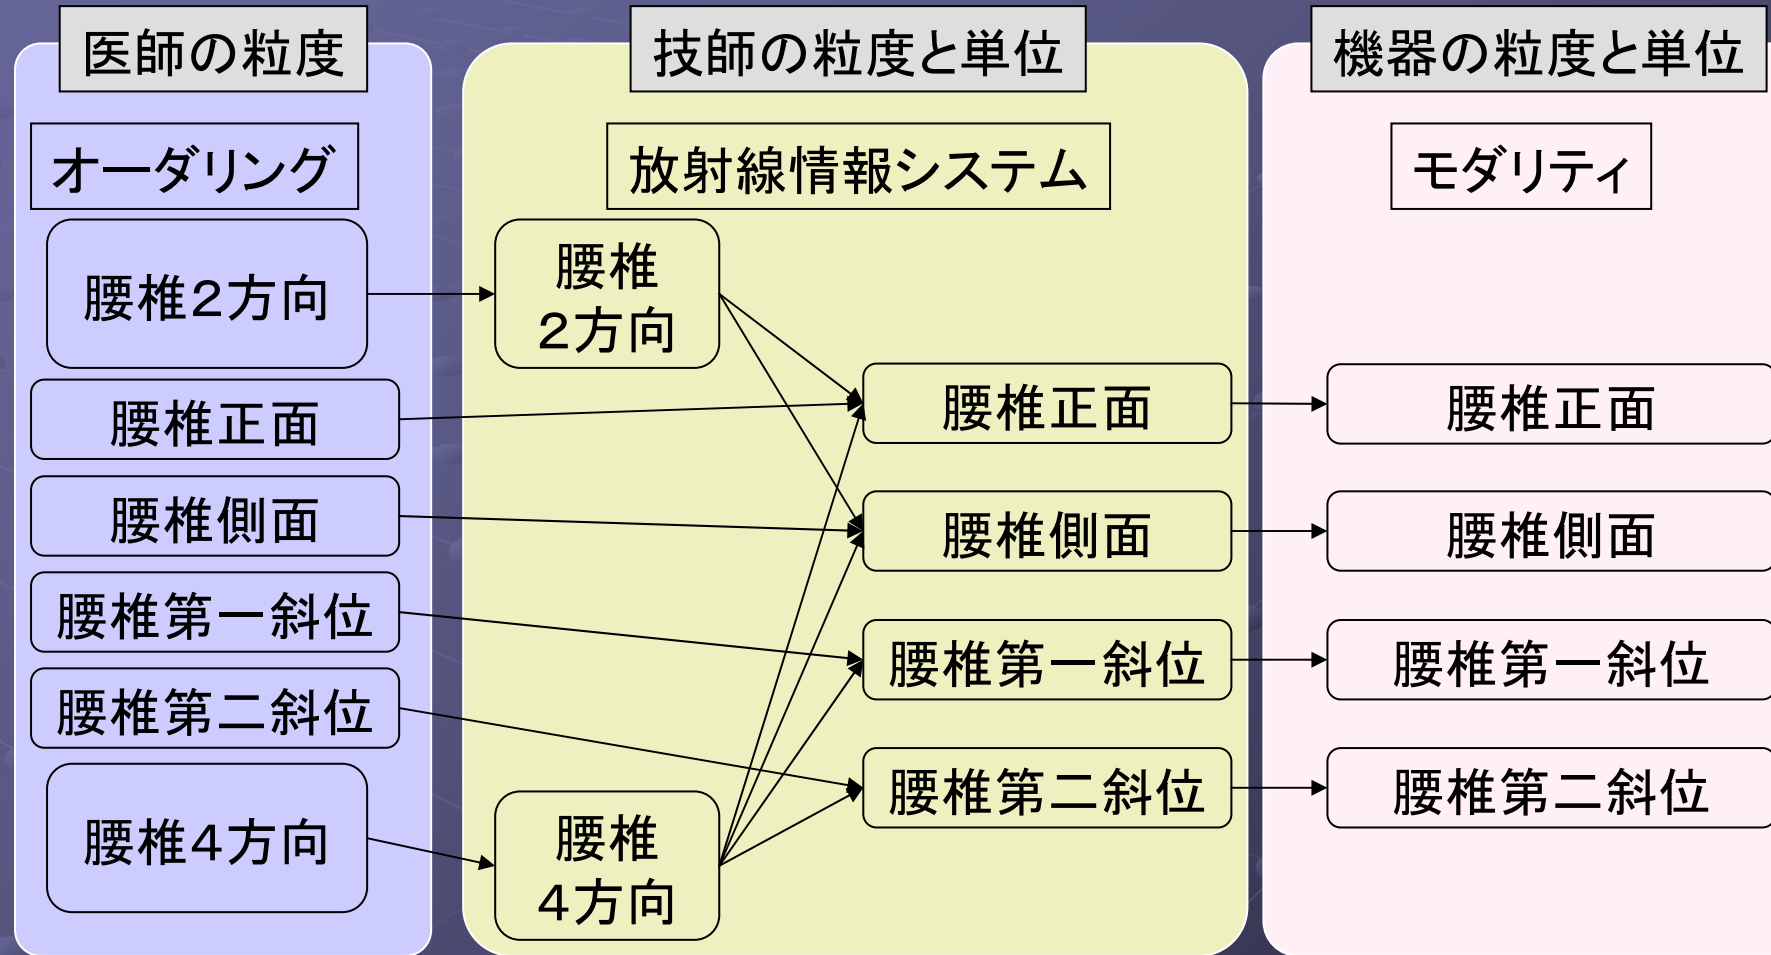 医師の粒度
オーダリング
腰椎２方向
腰椎正面
腰椎側面
腰椎第一斜位
腰椎第二斜位
腰椎４方向
技師の粒度と単位
放射線情報システム
腰椎
２方向
腰椎
４方向
腰椎正面
腰椎側面
腰椎第一斜位
腰椎第二斜位
機器の粒度と単位
モダリティ
腰椎正面
腰椎側面
腰椎第一斜位
腰椎第二斜位